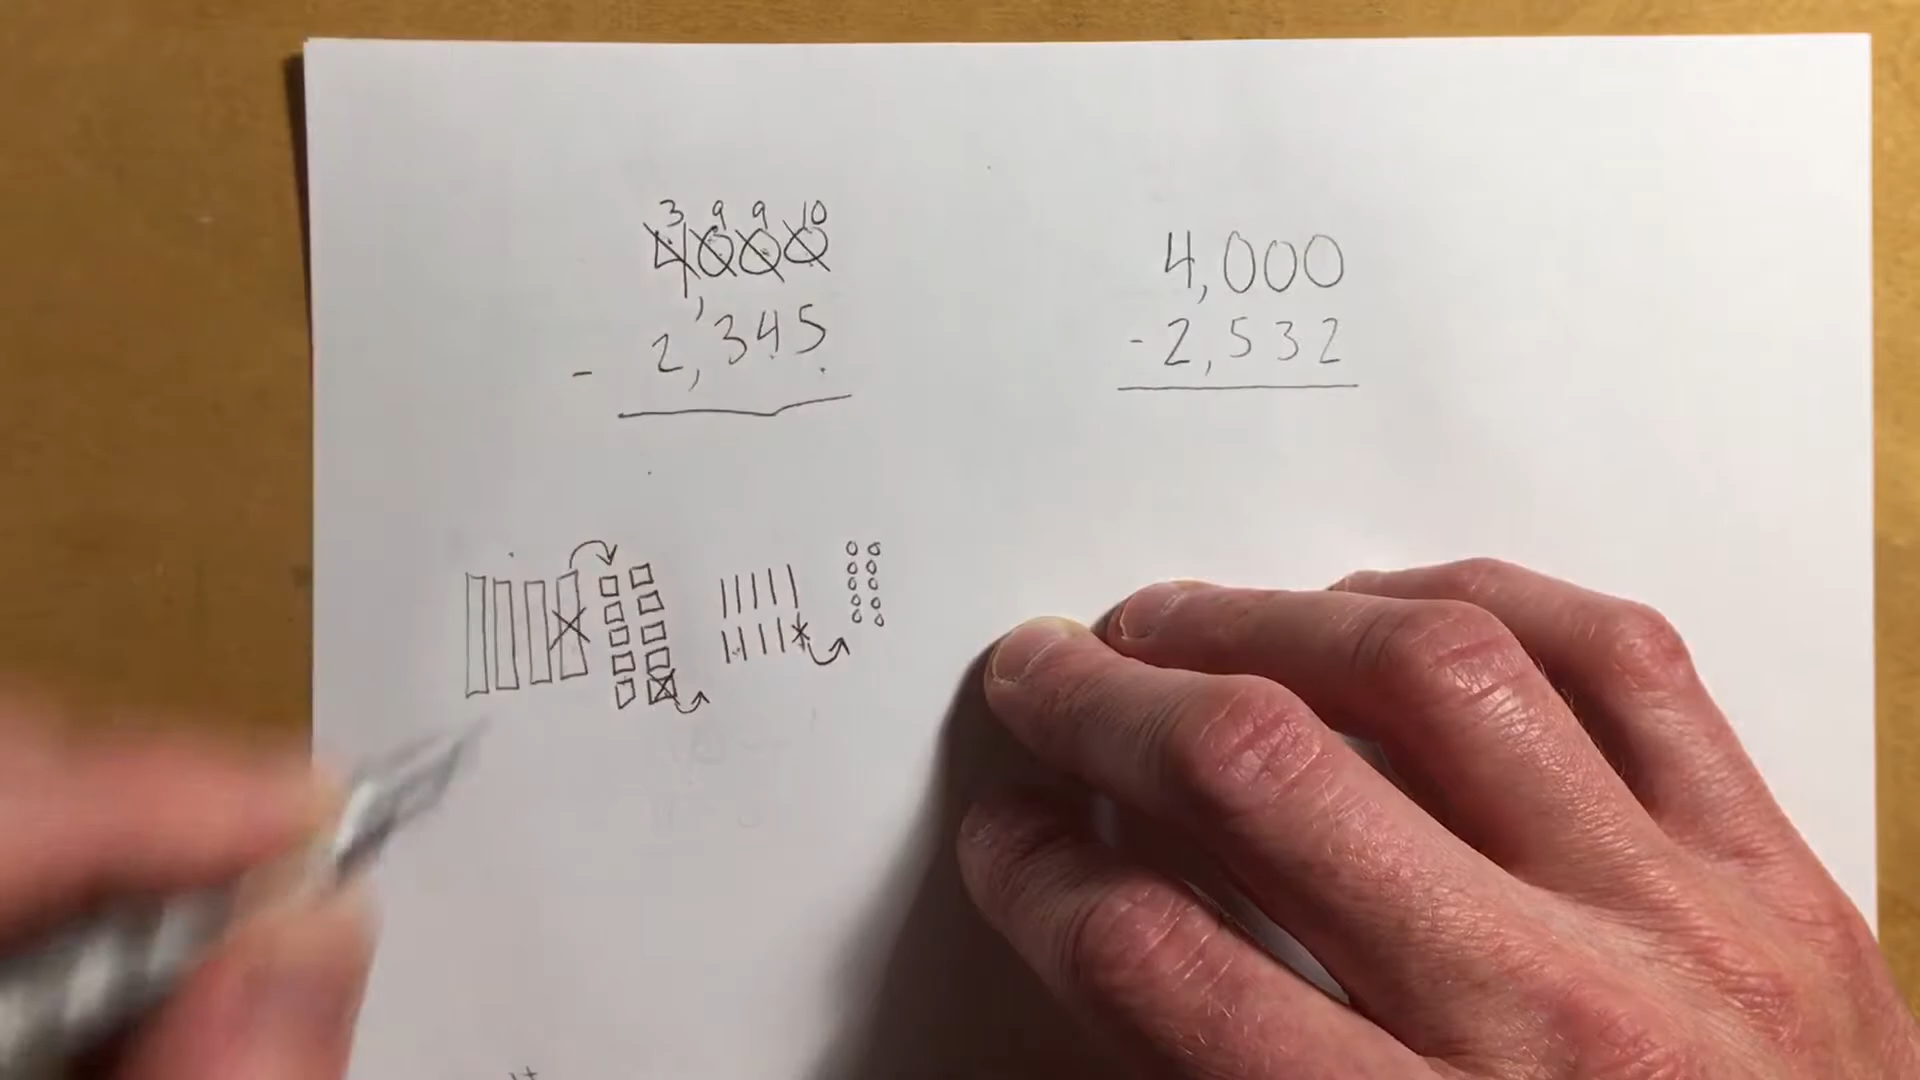 3 9 9 10
4,000
- 2,345
4,000
- 2,532